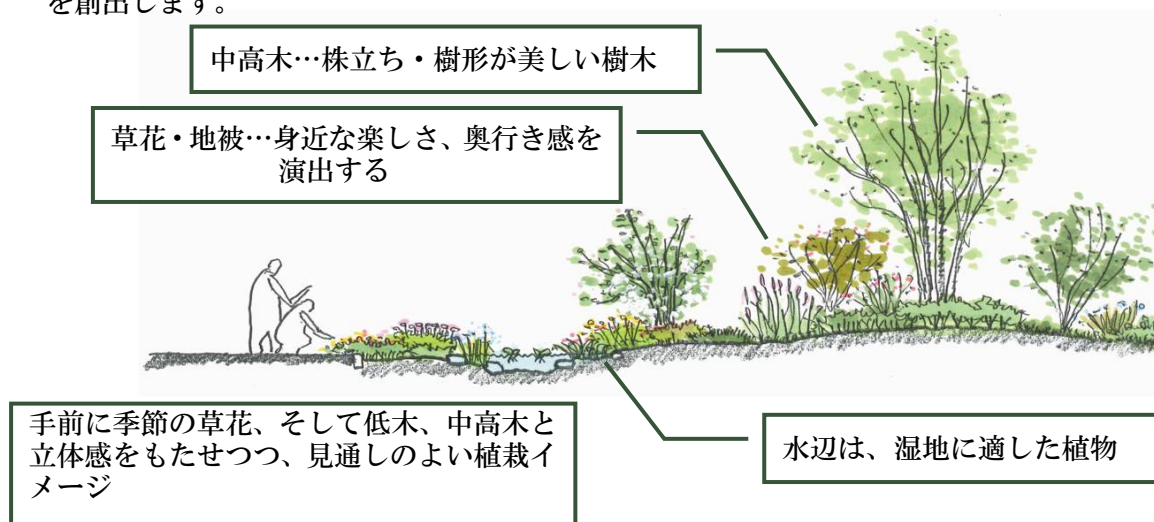 を創出します。
中高木…株立ち・樹形が美しい樹木
草花・地被…身近な楽しさ、奥行き感を
演出する
手前に季節の草花、そして低木、中高木と
立体感をもたせつつ、見通しのよい植栽イ
メージ
水辺は、湿地に適した植物